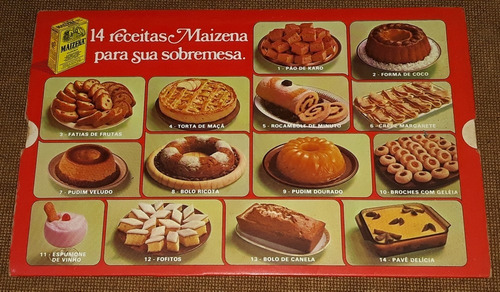 MAIZENA
14 receitas Maizena
para sua sobremesa.
1 - PÃO DE KARO
2 - FORMA DE COCO
3 - FATIAS DE FRUTAS
4 - TORTA DE MAÇÃ
5 - ROCAMBOLE DE MINUTO
6 - CREPE MARGARETE
7 - PUDIM VELUDO
8 - BOLO RICOTA
9 - PUDIM DOURADO
10 - BROCHES COM GELÉIA
11 - ESPUMONE
DE VINHO
12 - FOFITOS
13 - BOLO DE CANELA
14 - PAVÊ DELÍCIA